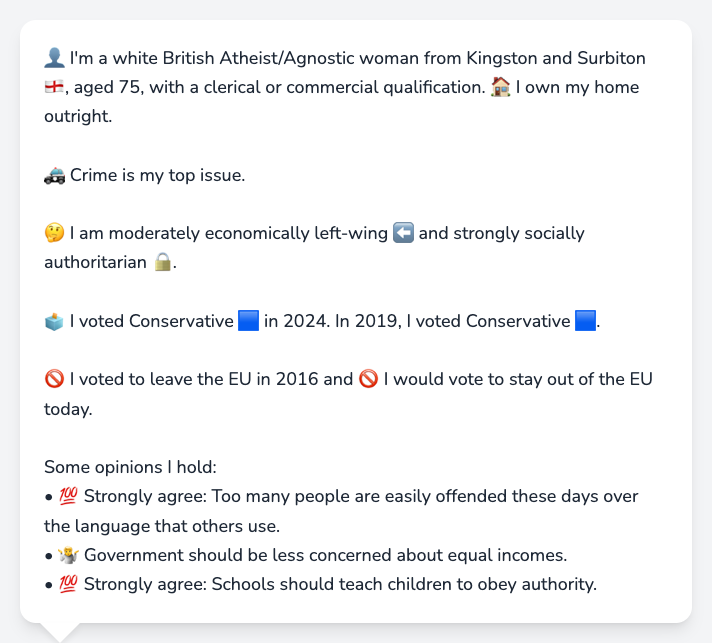 👤 I'm a white British Atheist/Agnostic woman from Kingston and Surbiton
🏴󠁧󠁢󠁥󠁮󠁧󠁿, aged 75, with a clerical or commercial qualification. 🏠 I own my home
outright.
🚓 Crime is my top issue.
🤔 I am moderately economically left-wing ⬅️ and strongly socially
authoritarian 🔒.
🗳️ I voted Conservative 🟦 in 2024. In 2019, I voted Conservative 🟦.
🚫 I voted to leave the EU in 2016 and 🚫 I would vote to stay out of the EU
today.
Some opinions I hold:
• 💯 Strongly agree: Too many people are easily offended these days over
the language that others use.
• 🤷 Government should be less concerned about equal incomes.
• 💯 Strongly agree: Schools should teach children to obey authority.